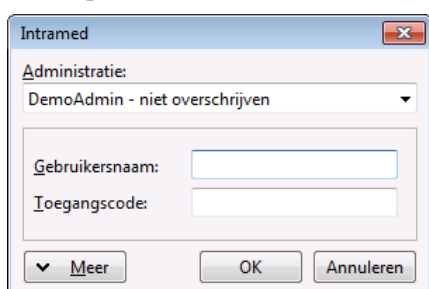 Intramed
Administratie:
DemoAdmin - niet overschrijven
Gebruikersnaam:
Toegangscode:
Meer OK Annuleren